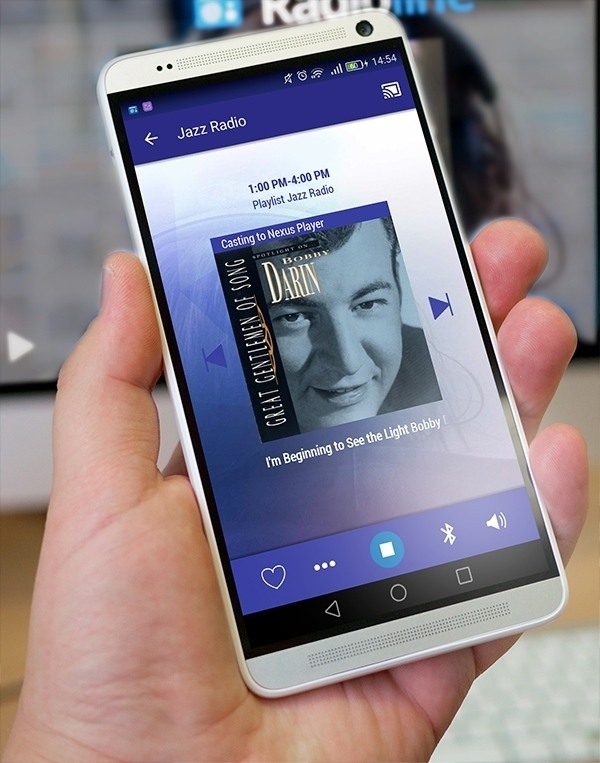 Radioline
14:54
Jazz Radio
1:00 PM-4:00 PM
Playlist Jazz Radio
Casting to Nexus Player
SPOTLIGHT ON...
BOBBY
DARIN
GREAT GENTLEMEN OF SONG
I'm Beginning to See the Light Bobby